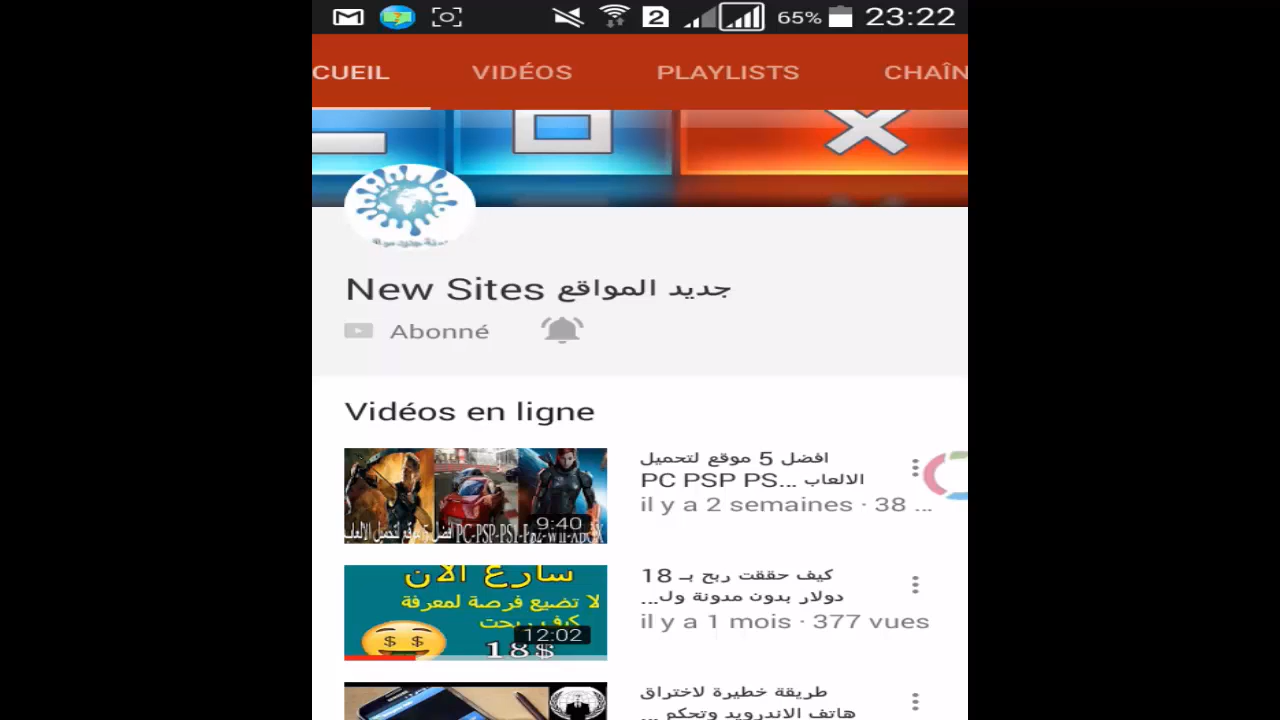 2 65% 23:22
CUEIL VIDÉOS PLAYLISTS CHAÎN
New Sites جديد المواقع
Abonné
Vidéos en ligne
افضل 5 موقع لتحميل
الالعاب PC PSP PS...
il y a 2 semaines · 38 ...
9:40
كيف حققت ربح بـ 18
دولار بدون مدونة ول...
il y a 1 mois · 377 vues
سارع الآن
لا تضيع فرصة لمعرفة
كيف ربحت
12:02
18$
طريقة خطيرة لاختراق
هاتف الاندرويد وتحكم ...